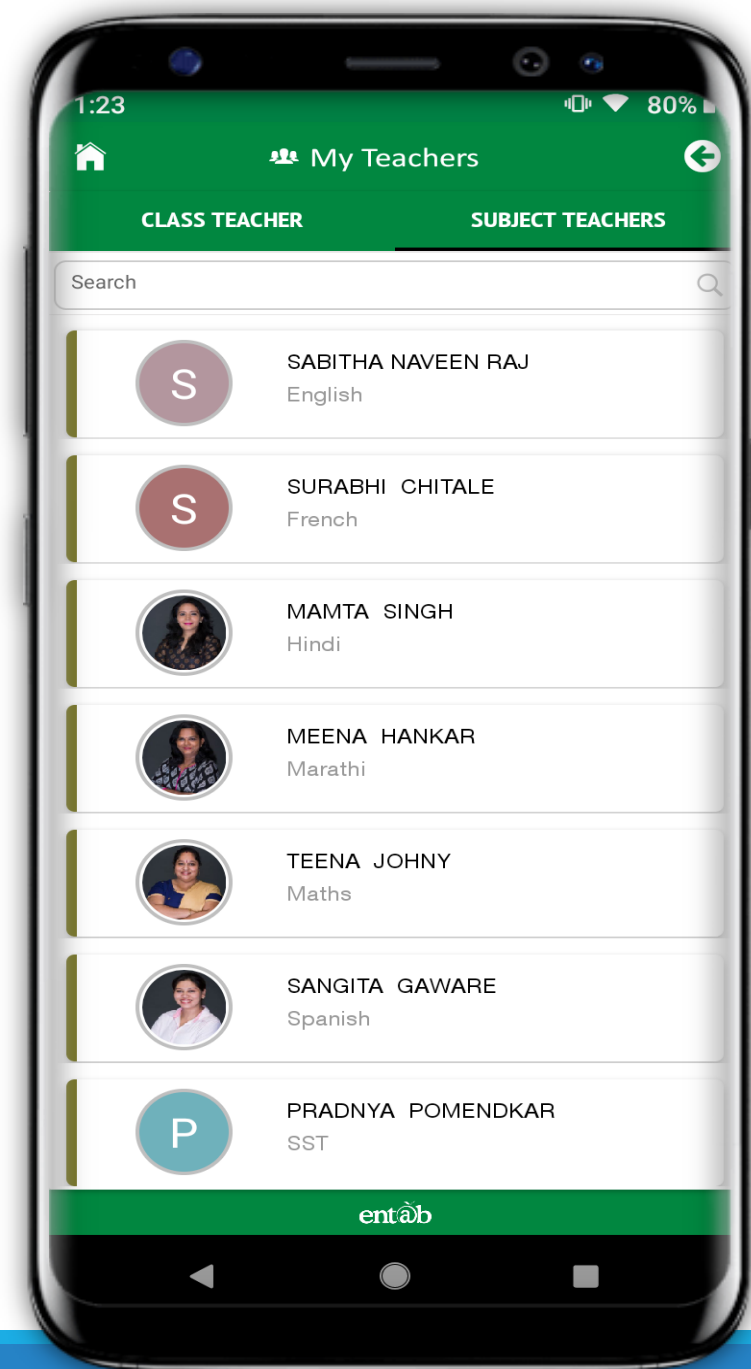 1:23 80%
My Teachers
CLASS TEACHER SUBJECT TEACHERS
Search
S
SABITHA NAVEEN RAJ
English
S
SURABHI CHITALE
French
MAMTA SINGH
Hindi
MEENA HANKAR
Marathi
TEENA JOHNY
Maths
SANGITA GAWARE
Spanish
P
PRADNYA POMENDKAR
SST
entàb